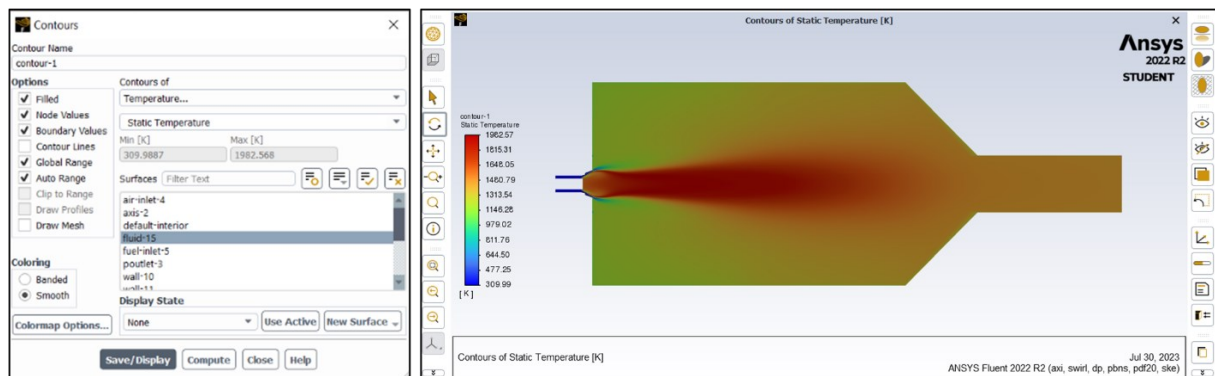 Contours
Contour Name
contour-1
Options
Filled
Node Values
Boundary Values
Contour Lines
Global Range
Auto Range
Clip to Range
Draw Profiles
Draw Mesh
Coloring
Banded
Smooth
Colormap Options...
Contours of
Temperature...
Static Temperature
Min [K] Max [K]
309.9887 1982.568
Surfaces Filter Text
air-inlet-4
axis-2
default-interior
fluid-15
fuel-inlet-5
poutlet-3
wall-10
wall-11
Display State
None Use Active New Surface
Save/Display Compute Close Help
Contours of Static Temperature [K]
Ansys
2022 R2
STUDENT
contour-1
Static Temperature
1982.57
1815.31
1648.05
1480.79
1313.54
1146.28
979.02
811.76
644.50
477.25
309.99
[K]
Contours of Static Temperature [K]
Jul 30, 2023
ANSYS Fluent 2022 R2 (axi, swirl, dp, pbns, pdf20, ske)